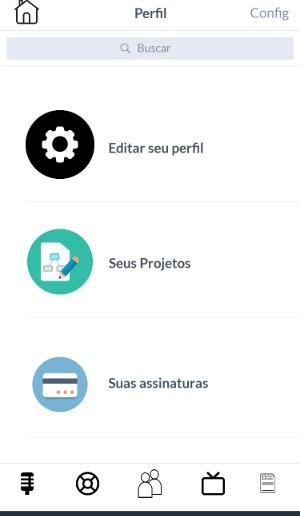 Perfil
Config
Buscar
Editar seu perfil
Seus Projetos
Suas assinaturas